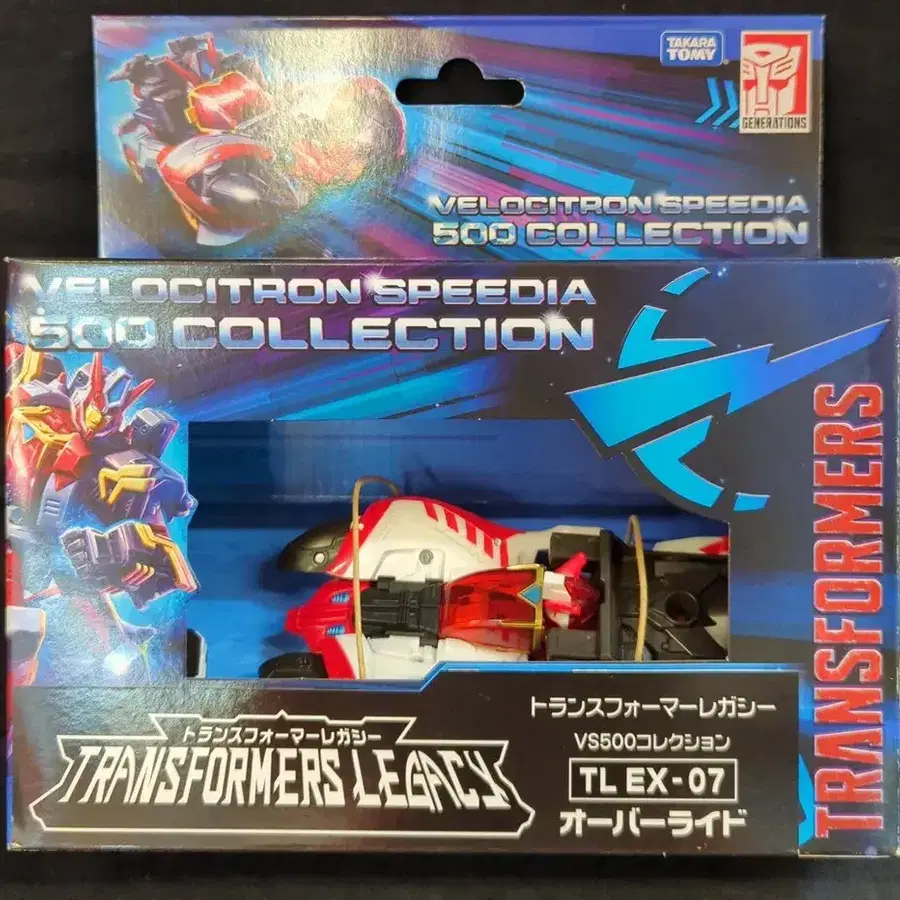 TAKARA
TOMY
GENERATIONS
VELOCITRON SPEEDIA
500 COLLECTION
VELOCITRON SPEEDIA
500 COLLECTION
TRANSFORMERS
トランスフォーマーレガシー
TRANSFORMERS LEGACY
トランスフォーマーレガシー
VS500コレクション
TL EX-07
オーバーライド